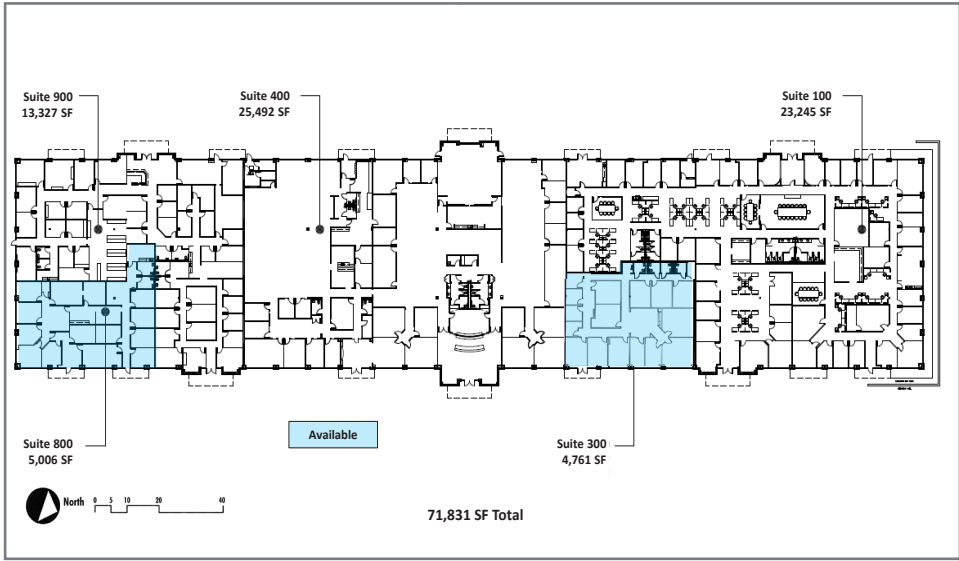 Suite 900
13,327 SF
Suite 400
25,492 SF
Suite 100
23,245 SF
Available
Suite 800
5,006 SF
Suite 300
4,761 SF
North 0 5 10 20 40
71,831 SF Total